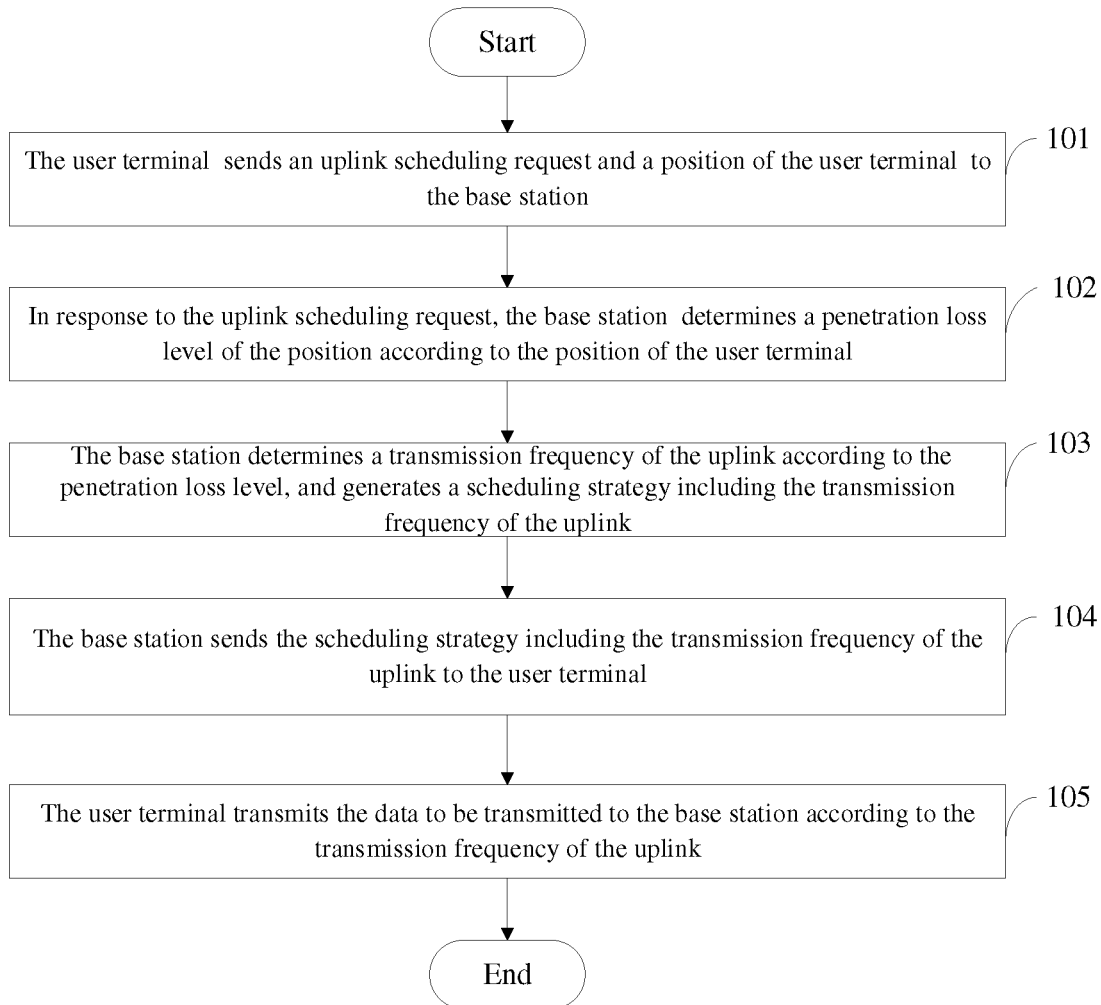 Start
101
The user terminal sends an uplink scheduling request and a position of the user terminal to
the base station
102
In response to the uplink scheduling request, the base station determines a penetration loss
level of the position according to the position of the user terminal
103
The base station determines a transmission frequency of the uplink according to the
penetration loss level, and generates a scheduling strategy including the transmission
frequency of the uplink
104
The base station sends the scheduling strategy including the transmission frequency of the
uplink to the user terminal
105
The user terminal transmits the data to be transmitted to the base station according to the
transmission frequency of the uplink
End